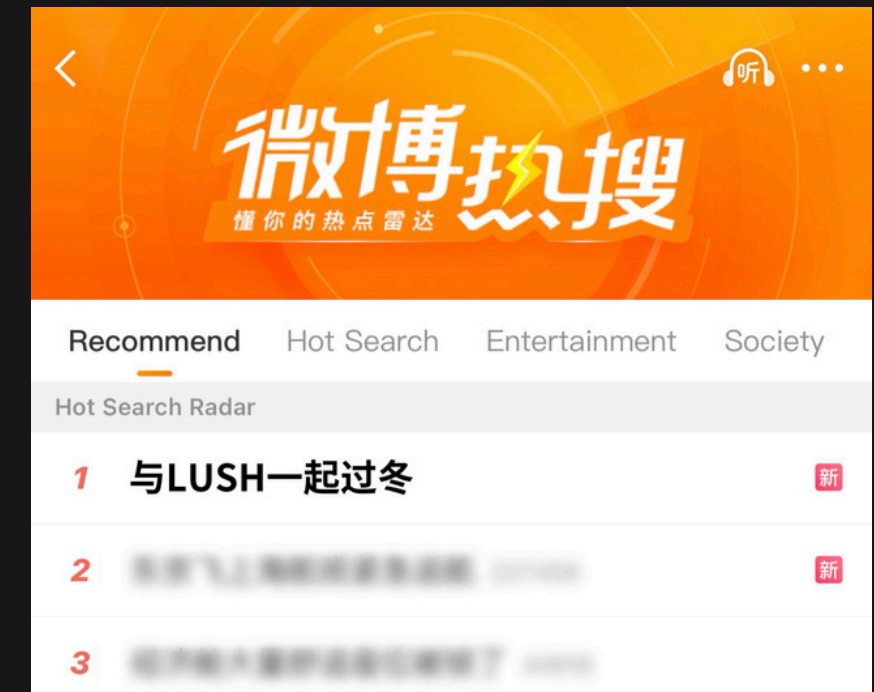 听
微博热搜
懂你的热点雷达
Recommend Hot Search Entertainment Society
Hot Search Radar
1 与LUSH一起过冬 新
2 新
3